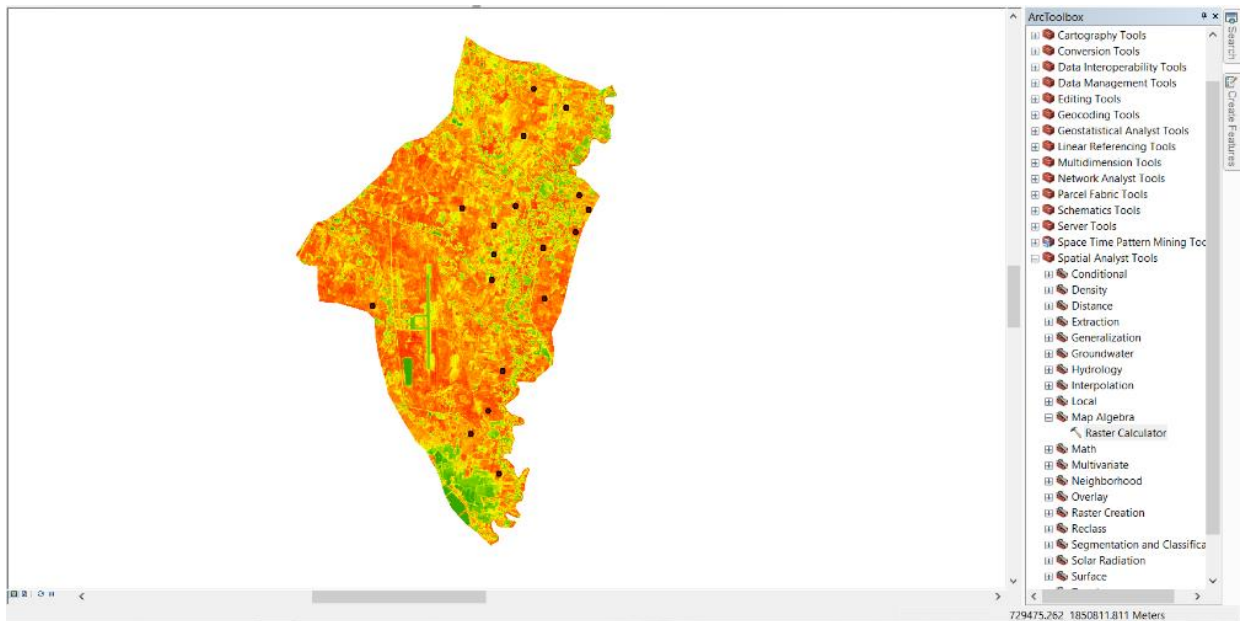 ArcToolbox
Cartography Tools
Conversion Tools
Data Interoperability Tools
Data Management Tools
Editing Tools
Geocoding Tools
Geostatistical Analyst Tools
Linear Referencing Tools
Multidimension Tools
Network Analyst Tools
Parcel Fabric Tools
Schematics Tools
Server Tools
Space Time Pattern Mining Toc
Spatial Analyst Tools
Conditional
Density
Distance
Extraction
Generalization
Groundwater
Hydrology
Interpolation
Local
Map Algebra
Raster Calculator
Math
Multivariate
Neighborhood
Overlay
Raster Creation
Reclass
Segmentation and Classifica
Solar Radiation
Surface
Search
Create Features
729475.262 1850811.811 Meters